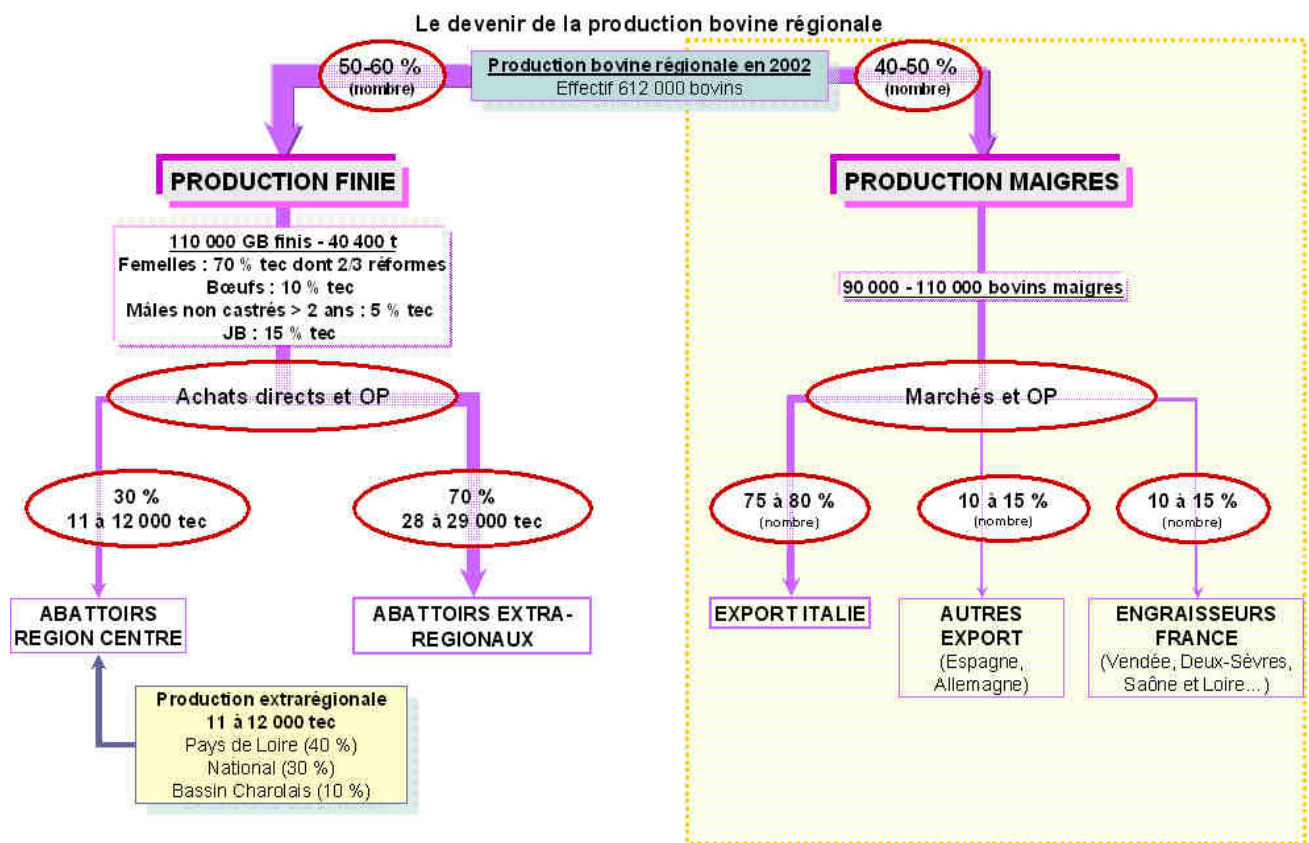 Le devenir de la production bovine régionale
50-60 %
(nombre)
Production bovine régionale en 2002
Effectif 612 000 bovins
40-50 %
(nombre)
PRODUCTION FINIE
110 000 GB finis - 40 400 t
Femelles : 70 % tec dont 2/3 réformes
Bœufs : 10 % tec
Mâles non castrés > 2 ans : 5 % tec
JB : 15 % tec
Achats directs et OP
30 %
11 à 12 000 tec
70 %
28 à 29 000 tec
ABATTOIRS
REGION CENTRE
ABATTOIRS EXTRA-
REGIONAUX
Production extrarégionale
11 à 12 000 tec
Pays de Loire (40 %)
National (30 %)
Bassin Charolais (10 %)
PRODUCTION MAIGRES
90 000 - 110 000 bovins maigres
Marchés et OP
75 à 80 %
(nombre)
10 à 15 %
(nombre)
10 à 15 %
(nombre)
EXPORT ITALIE
AUTRES
EXPORT
(Espagne,
Allemagne)
ENGRAISSEURS
FRANCE
(Vendée, Deux-Sèvres,
Saône et Loire...)